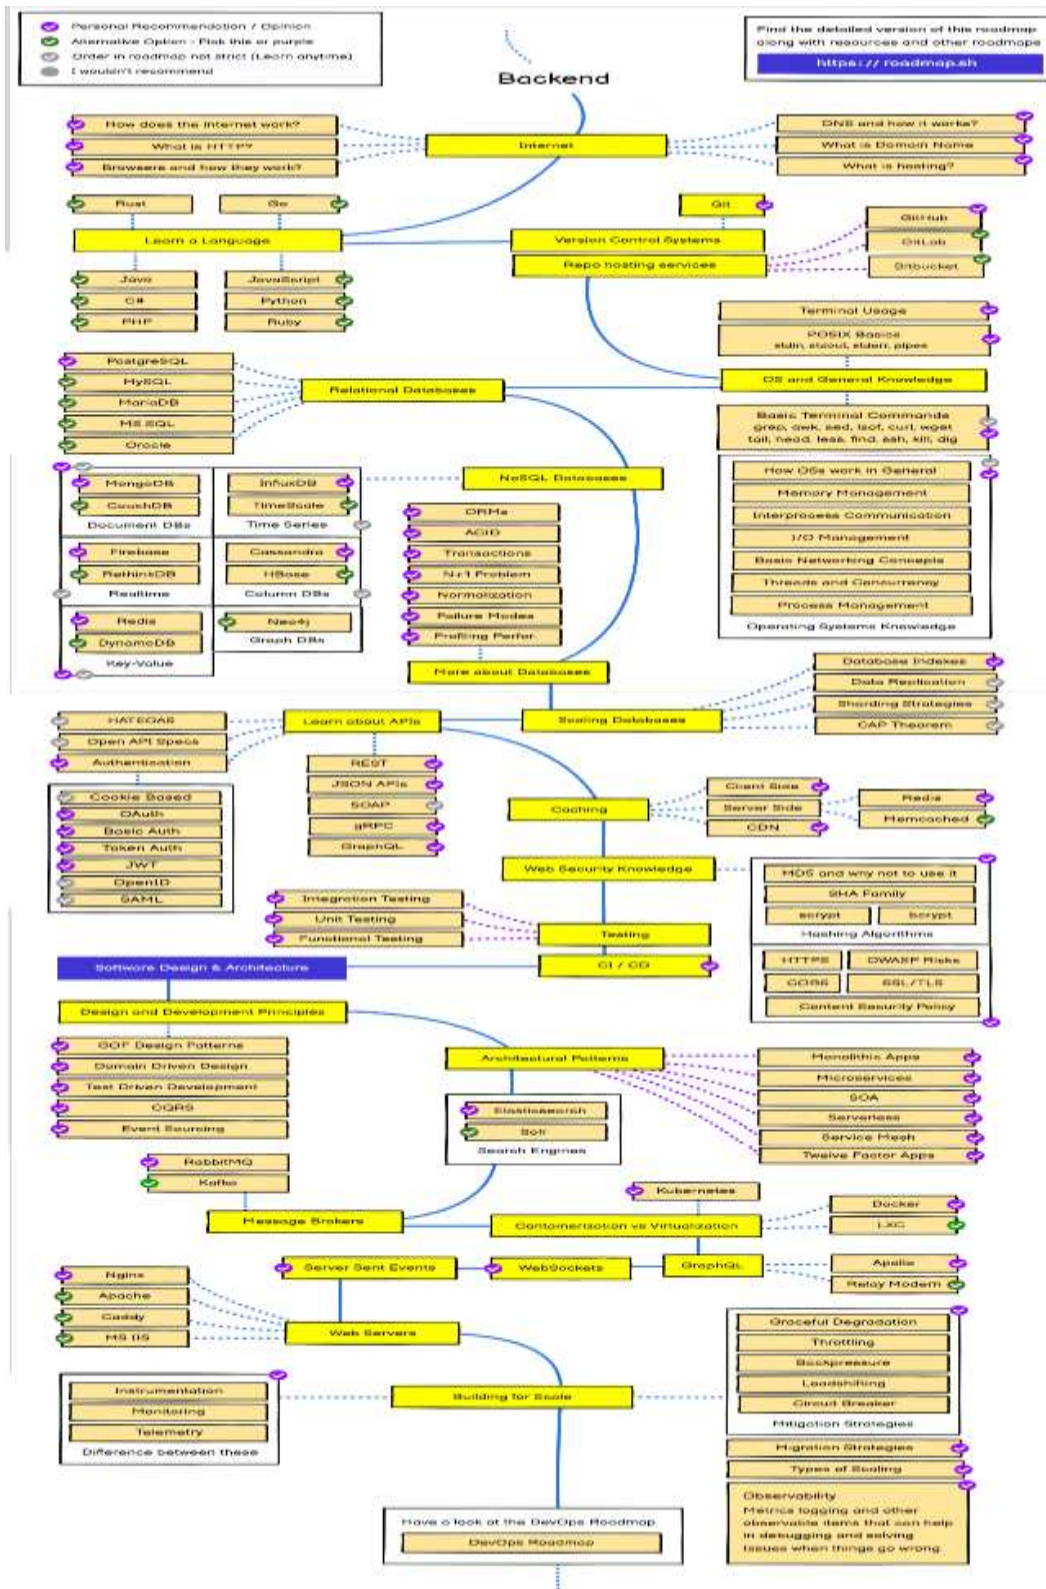 Personal Recommendation / Opinion
Alternative Option - Pick this or purple
Order in roadmap not strict (Learn anytime)
I wouldn't recommend
Find the detailed version of this roadmap
along with resources and other roadmaps
https:// roadmap.sh
Backend
How does the internet work?
What is HTTP?
Browsers and how they work?
Internet
DNS and how it works?
What is Domain Name
What is hosting?
Rust
Go
Learn a Language
Java
C#
PHP
JavaScript
Python
Ruby
Git
Version Control Systems
Repo hosting services
GitHub
GitLab
Bitbucket
Terminal Usage
POSIX Basics
stdin, stdout, stderr, pipes
OS and General Knowledge
Basic Terminal Commands
grep, awk, sed, lsof, curl, wget
tail, head, less, find, ssh, kill, dig
How OSs work in General
Memory Management
Interprocess Communication
I/O Management
Basic Networking Concepts
Threads and Concurrency
Process Management
Operating Systems Knowledge
PostgreSQL
MySQL
MariaDB
MS SQL
Oracle
Relational Databases
NoSQL Databases
MongoDB
CouchDB
Document DBs
InfluxDB
TimeScale
Time Series
Firebase
RethinkDB
Realtime
Cassandra
HBase
Column DBs
Redis
DynamoDB
Key-Value
Neo4j
Graph DBs
ORMs
ACID
Transactions
N+1 Problem
Normalization
Failure Modes
Profiling Perfor
More about Databases
Database Indexes
Data Replication
Sharding Strategies
CAP Theorem
Scaling Databases
Learn about APIs
HATEOAS
Open API Specs
Authentication
Cookie Based
OAuth
Basic Auth
Token Auth
JWT
OpenID
SAML
REST
JSON APIs
SOAP
gRPC
GraphQL
Caching
Client Side
Server Side
CDN
Redis
Memcached
Web Security Knowledge
MD5 and why not to use it
SHA Family
scrypt
bcrypt
Hashing Algorithms
HTTPS
OWASP Risks
CORS
SSL/TLS
Content Security Policy
Integration Testing
Unit Testing
Functional Testing
Testing
CI / CD
Software Design & Architecture
Design and Development Principles
GOF Design Patterns
Domain Driven Design
Test Driven Development
CQRS
Event Sourcing
Architectural Patterns
Monolithic Apps
Microservices
SOA
Serverless
Service Mesh
Twelve Factor Apps
Elasticsearch
Solr
Search Engines
RabbitMQ
Kafka
Message Brokers
Kubernetes
Containerization vs Virtualization
Docker
LXC
Server Sent Events
WebSockets
GraphQL
Apollo
Relay Modern
Nginx
Apache
Caddy
MS IIS
Web Servers
Building for Scale
Instrumentation
Monitoring
Telemetry
Difference between these
Graceful Degradation
Throttling
Backpressure
Loadshifting
Circuit Breaker
Mitigation Strategies
Migration Strategies
Types of Scaling
Observability
Metrics logging and other
observable items that can help
in debugging and solving
issues when things go wrong
Have a look at the DevOps Roadmap
DevOps Roadmap